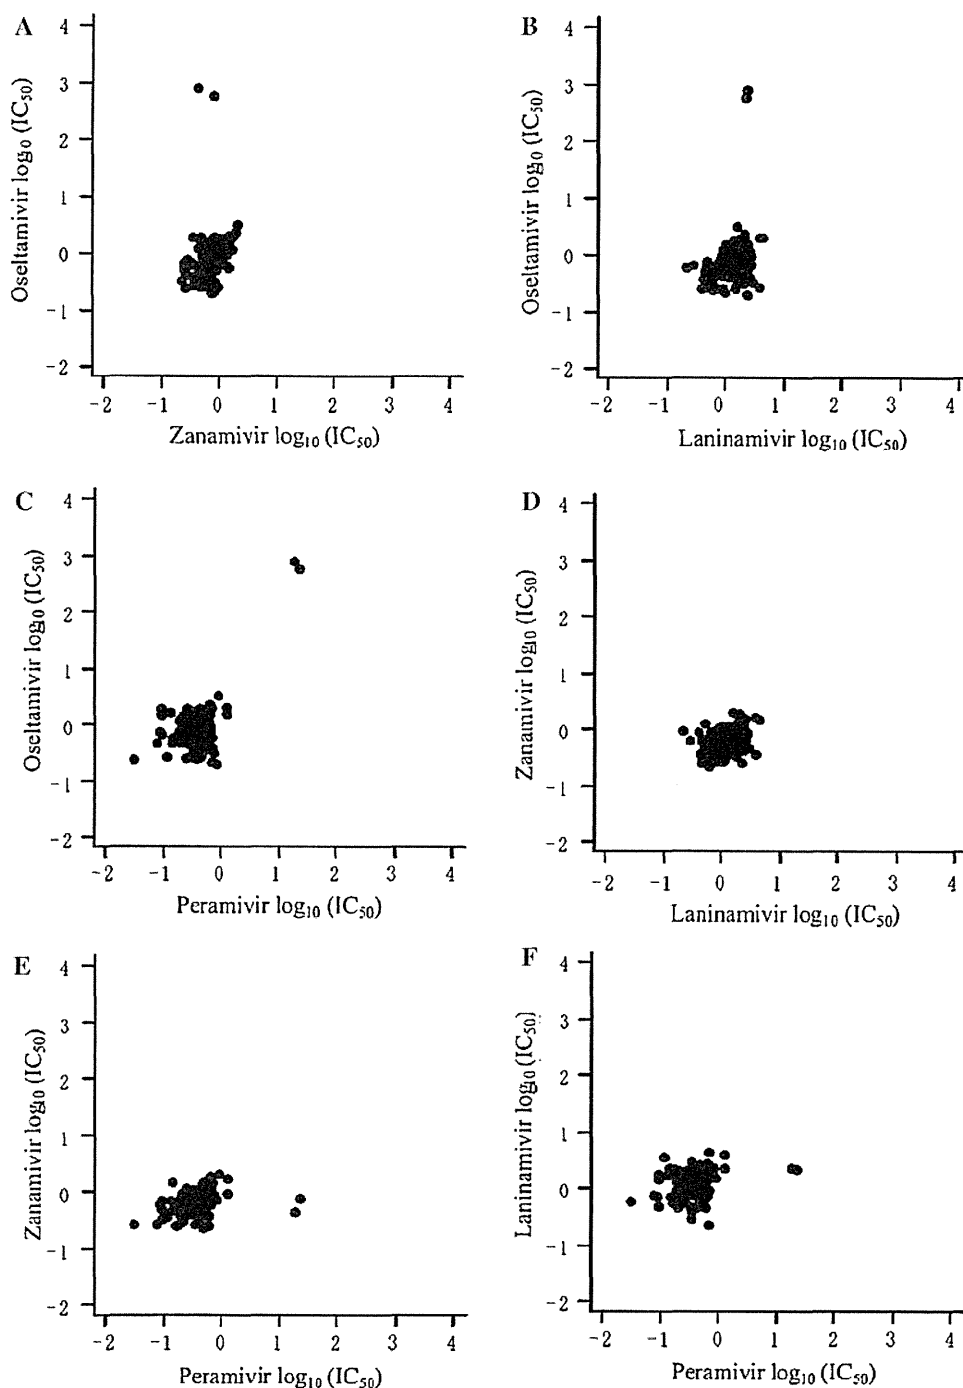 A
4
3
2
1
0
-1
-2
Oseltamivir log₁₀ (IC₅₀)
-2 -1 0 1 2 3 4
Zanamivir log₁₀ (IC₅₀)
B
4
3
2
1
0
-1
-2
Oseltamivir log₁₀ (IC₅₀)
-2 -1 0 1 2 3 4
Laninamivir log₁₀ (IC₅₀)
C
4
3
2
1
0
-1
-2
Oseltamivir log₁₀ (IC₅₀)
-2 -1 0 1 2 3 4
Peramivir log₁₀ (IC₅₀)
D
4
3
2
1
0
-1
-2
Zanamivir log₁₀ (IC₅₀)
-2 -1 0 1 2 3 4
Laninamivir log₁₀ (IC₅₀)
E
4
3
2
1
0
-1
-2
Zanamivir log₁₀ (IC₅₀)
-2 -1 0 1 2 3 4
Peramivir log₁₀ (IC₅₀)
F
4
3
2
1
0
-1
-2
Laninamivir log₁₀ (IC₅₀)
-2 -1 0 1 2 3 4
Peramivir log₁₀ (IC₅₀)